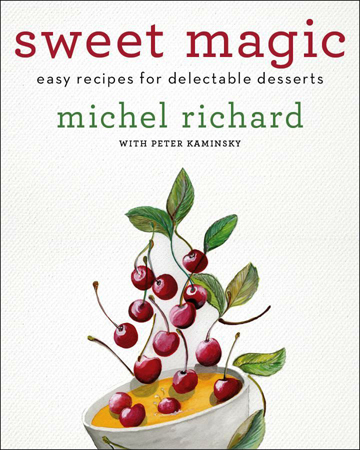 sweet magic
easy recipes for delectable desserts
michel richard
WITH PETER KAMINSKY